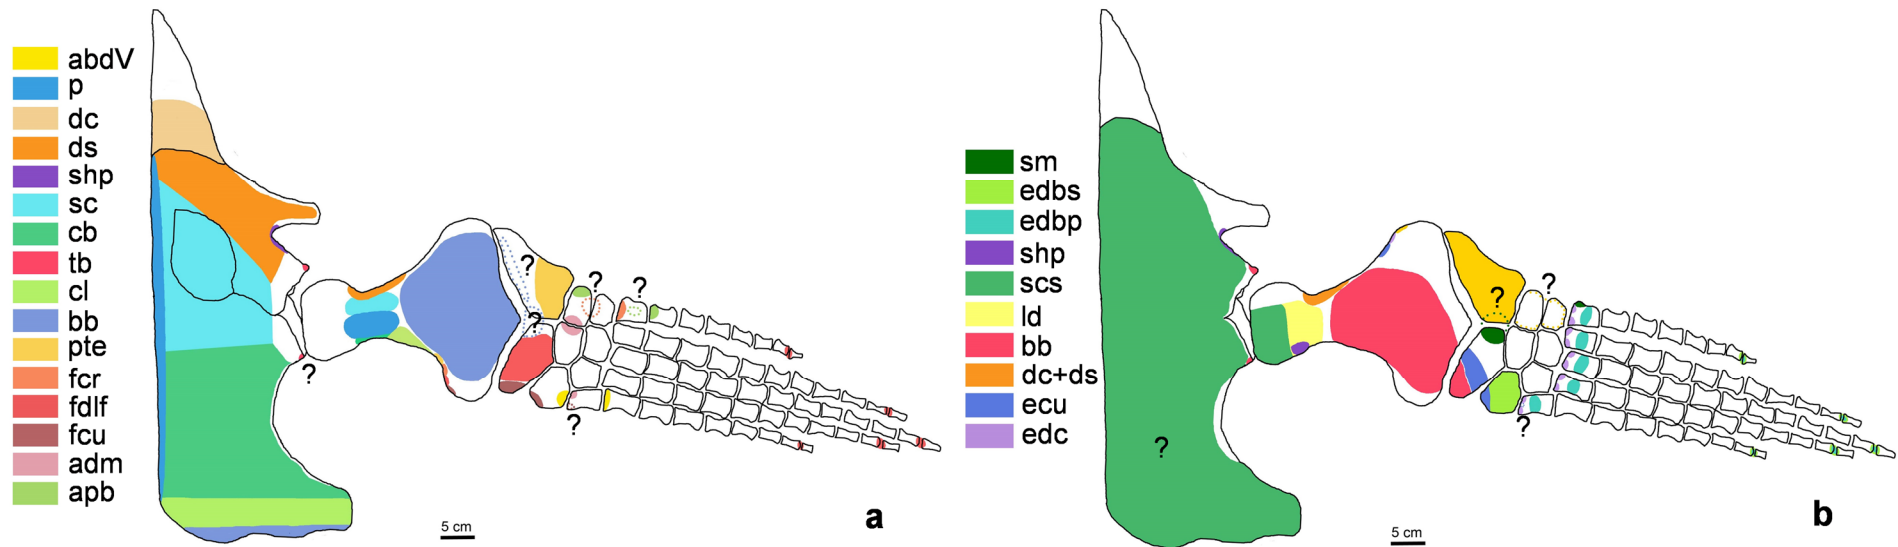 abdV
p
dc
ds
shp
sc
cb
tb
cl
bb
pte
fcr
fdlf
fcu
adm
apb
?
?
?
?
?
?
5 cm
a
sm
edbs
edbp
shp
scs
ld
bb
dc+ds
ecu
edc
?
?
?
?
5 cm
b